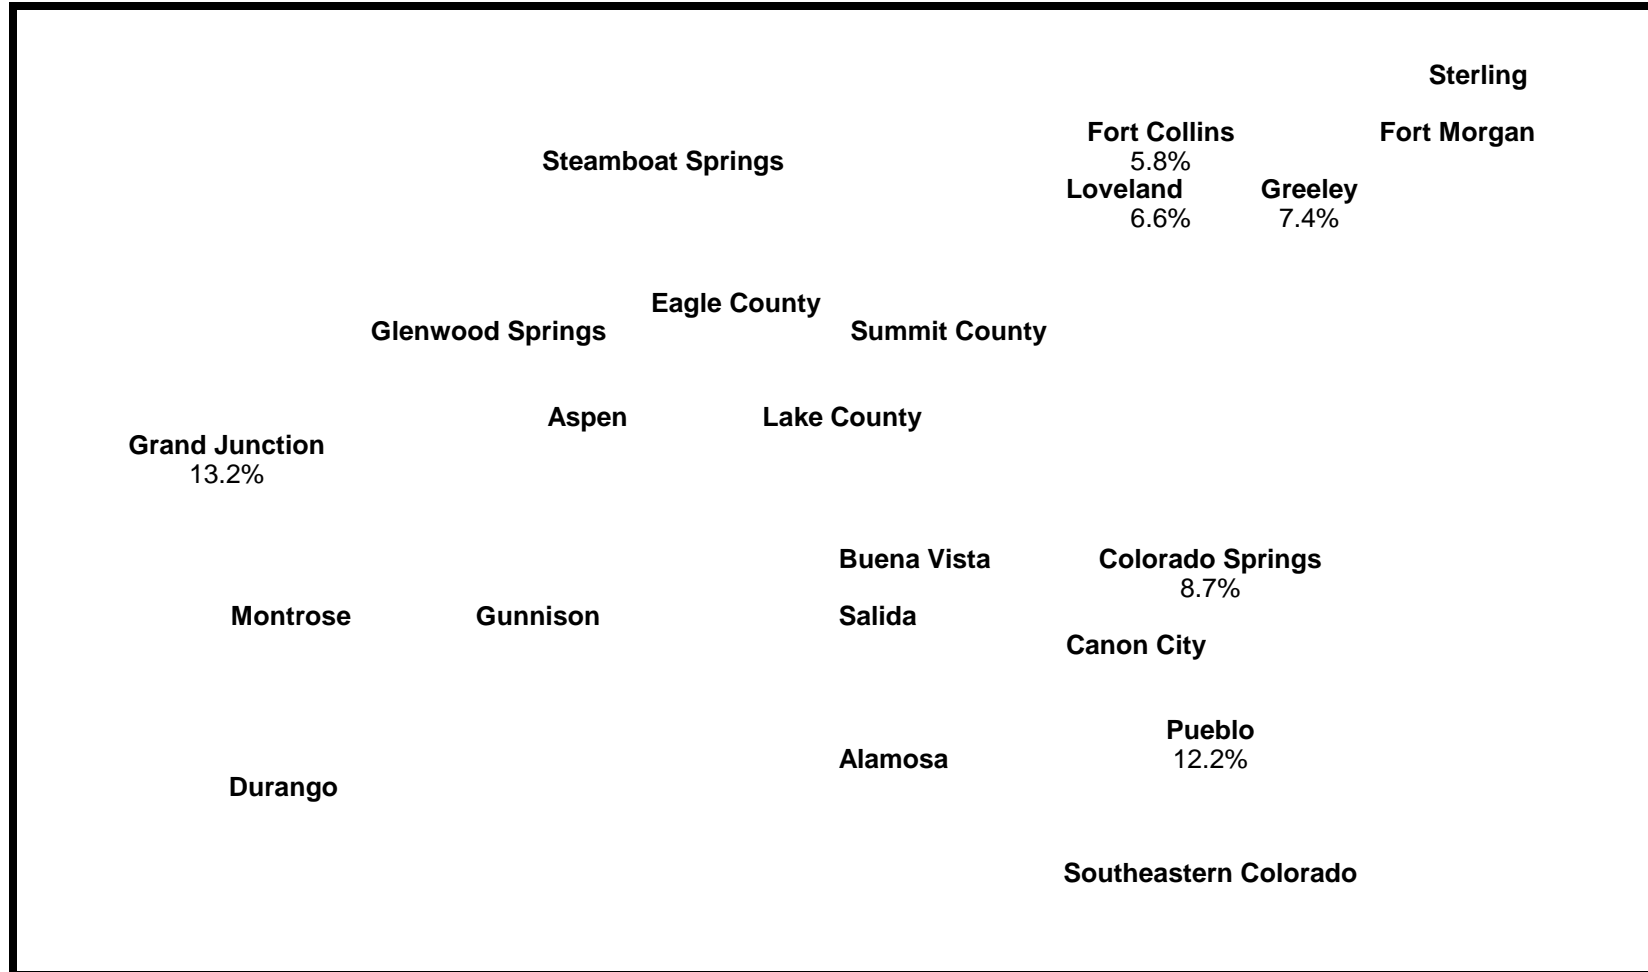 Sterling
Fort Collins Fort Morgan
Steamboat Springs 5.8%
Loveland Greeley
6.6% 7.4%
Eagle County
Glenwood Springs Summit County
Aspen Lake County
Grand Junction
13.2%
Buena Vista Colorado Springs
8.7%
Montrose Gunnison Salida
Canon City
Pueblo
Alamosa 12.2%
Durango
Southeastern Colorado